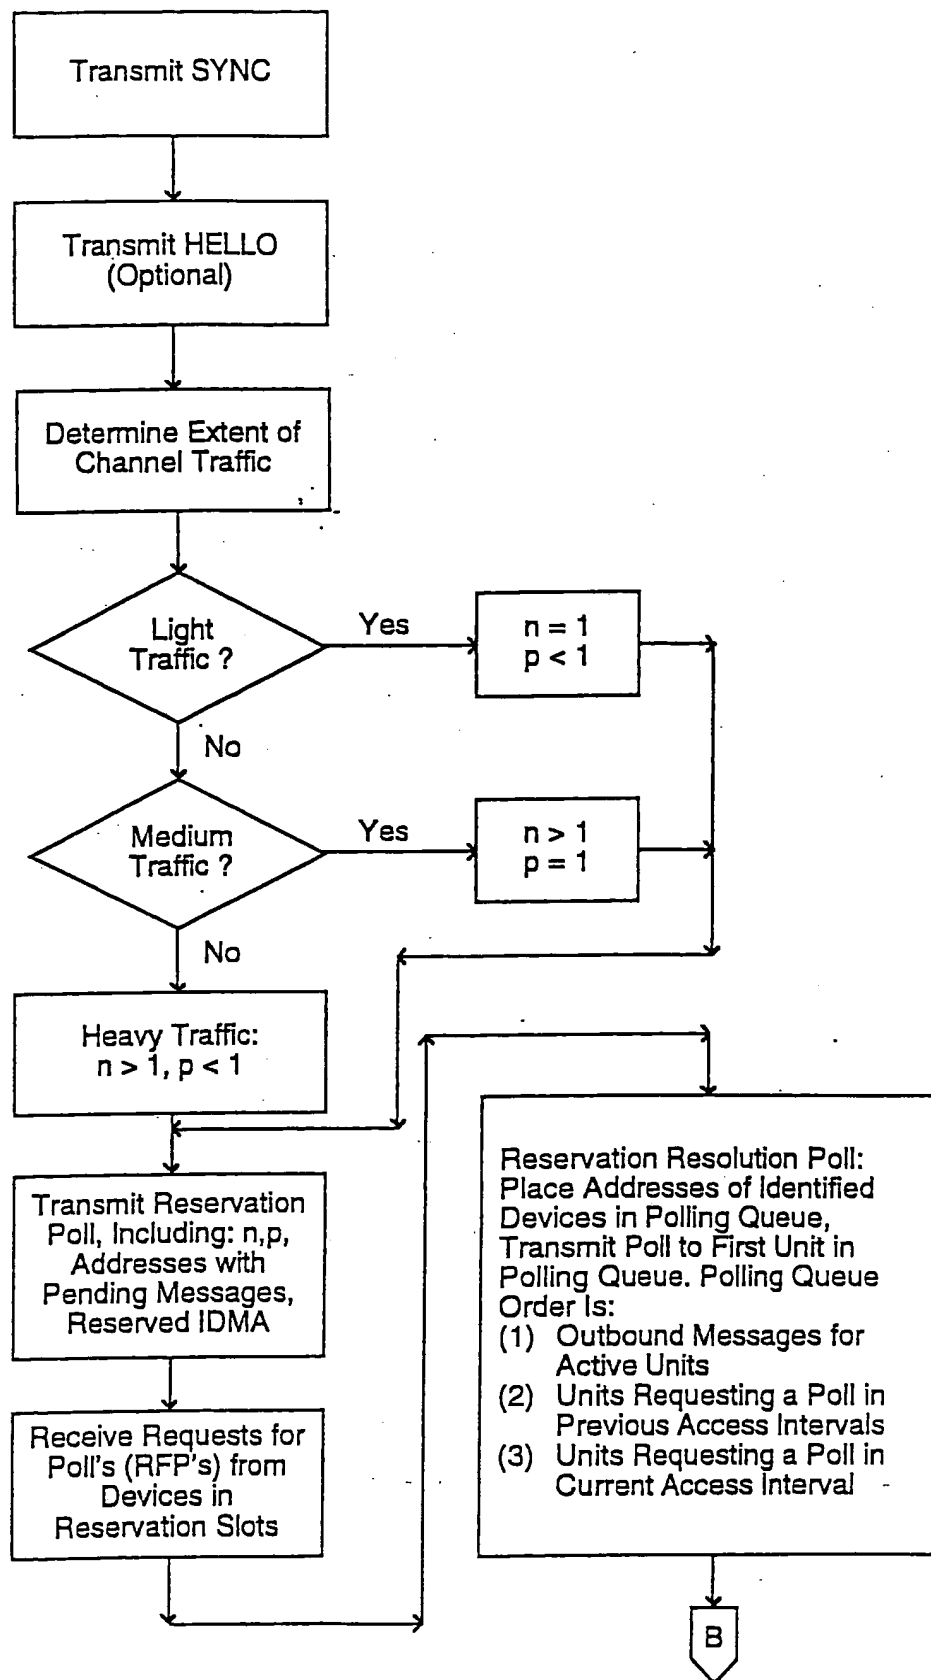 Transmit SYNC
Transmit HELLO
(Optional)
Determine Extent of
Channel Traffic
Light
Traffic ?
Yes
n = 1
p < 1
No
Medium
Traffic ?
Yes
n > 1
p = 1
No
Heavy Traffic:
n > 1, p < 1
Transmit Reservation
Poll, Including: n,p,
Addresses with
Pending Messages,
Reserved IDMA
Receive Requests for
Poll's (RFP's) from
Devices in
Reservation Slots
Reservation Resolution Poll:
Place Addresses of Identified
Devices in Polling Queue,
Transmit Poll to First Unit in
Polling Queue. Polling Queue
Order Is:
(1) Outbound Messages for
Active Units
(2) Units Requesting a Poll in
Previous Access Intervals
(3) Units Requesting a Poll in
Current Access Interval
B